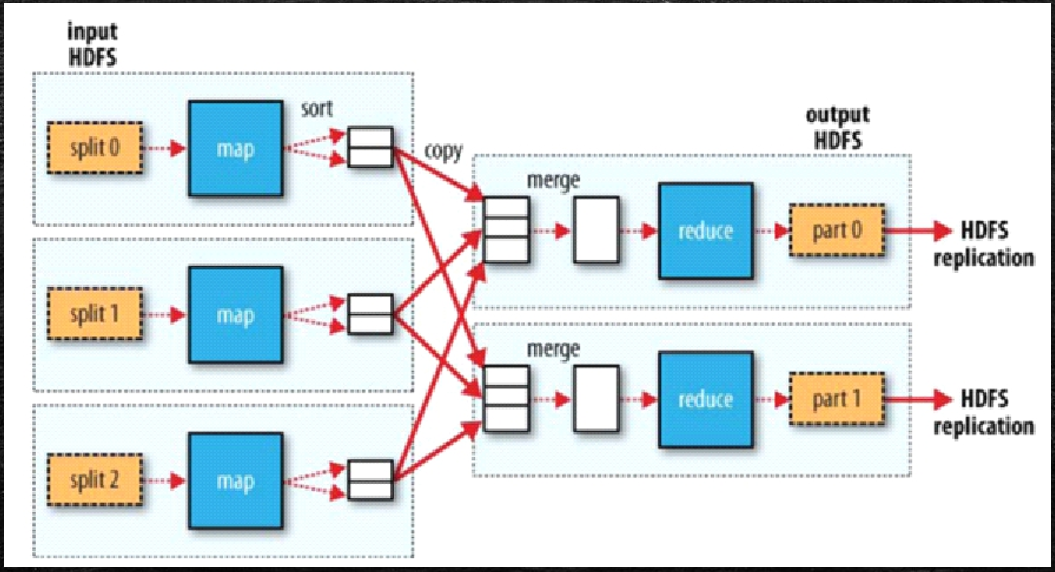 input
HDFS
split 0
map
sort
copy
split 1
map
split 2
map
output
HDFS
merge
reduce
part 0
HDFS
replication
merge
reduce
part 1
HDFS
replication